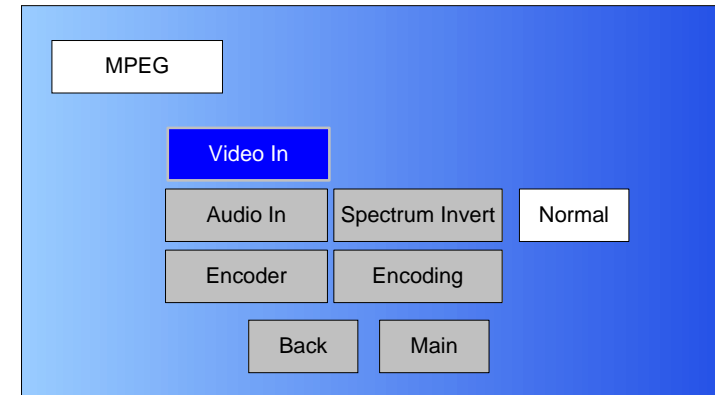 MPEG
Video In
Audio In
Spectrum Invert
Normal
Encoder
Encoding
Back
Main